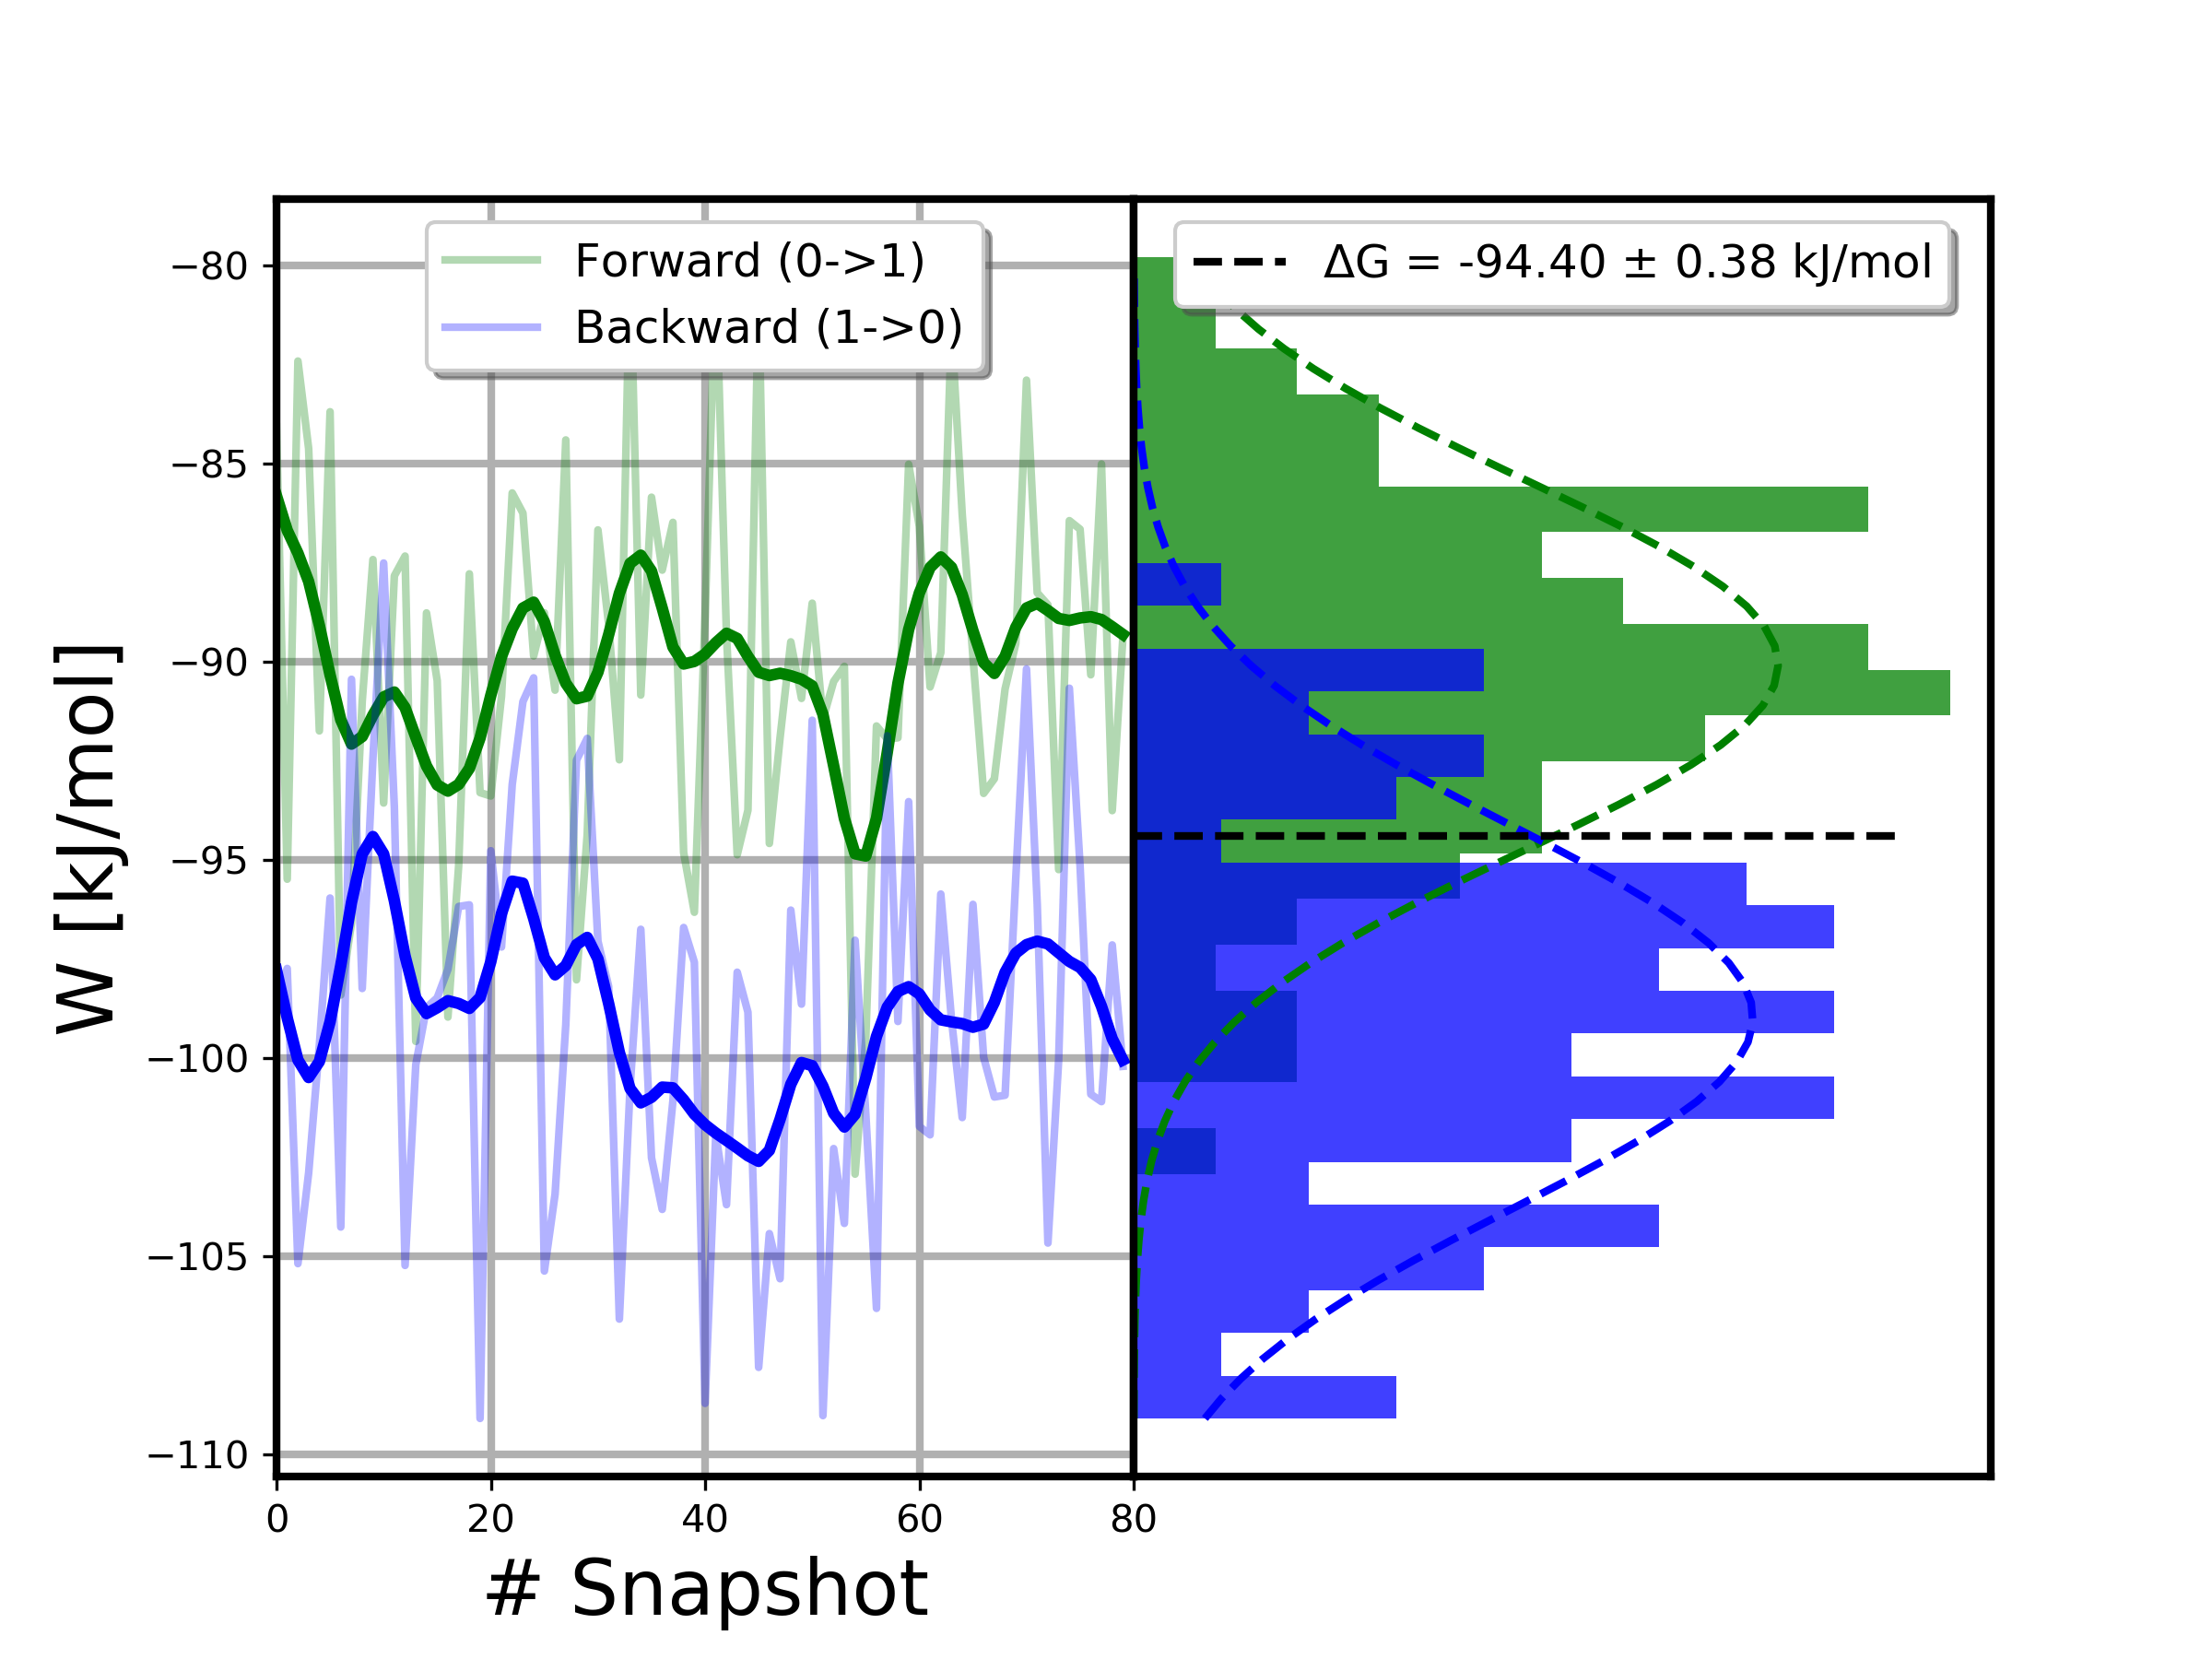 Forward (0->1)
Backward (1->0)
ΔG = -94.40 ± 0.38 kJ/mol
W [kJ/mol]
−80
−85
−90
−95
−100
−105
−110
0 20 40 60 80
# Snapshot